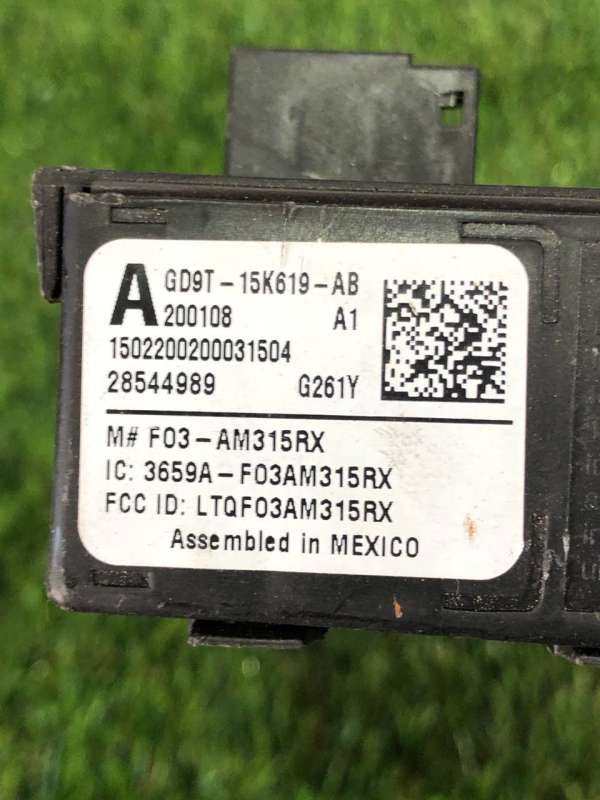 A GD9T-15K619-AB
200108 A1
1502200200031504
28544989 G261Y
M# F03-AM315RX
IC: 3659A-F03AM315RX
FCC ID: LTQF03AM315RX
Assembled in MEXICO